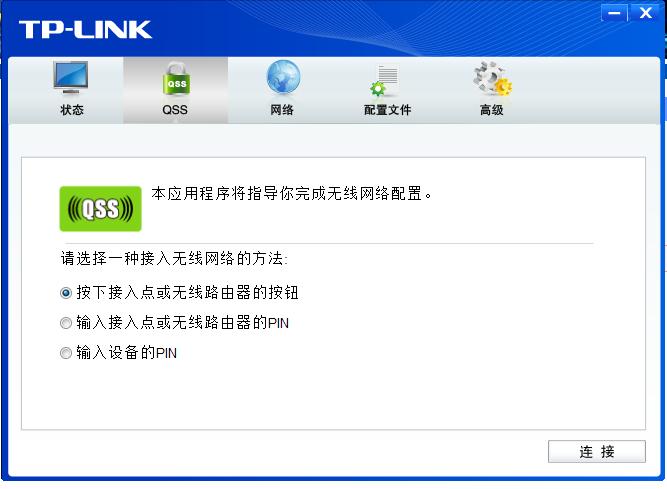 TP-LINK
QSS
状态
QSS
网络
配置文件
高级
QSS
本应用程序将指导你完成无线网络配置。
请选择一种接入无线网络的方法:
按下接入点或无线路由器的按钮
输入接入点或无线路由器的PIN
输入设备的PIN
连 接